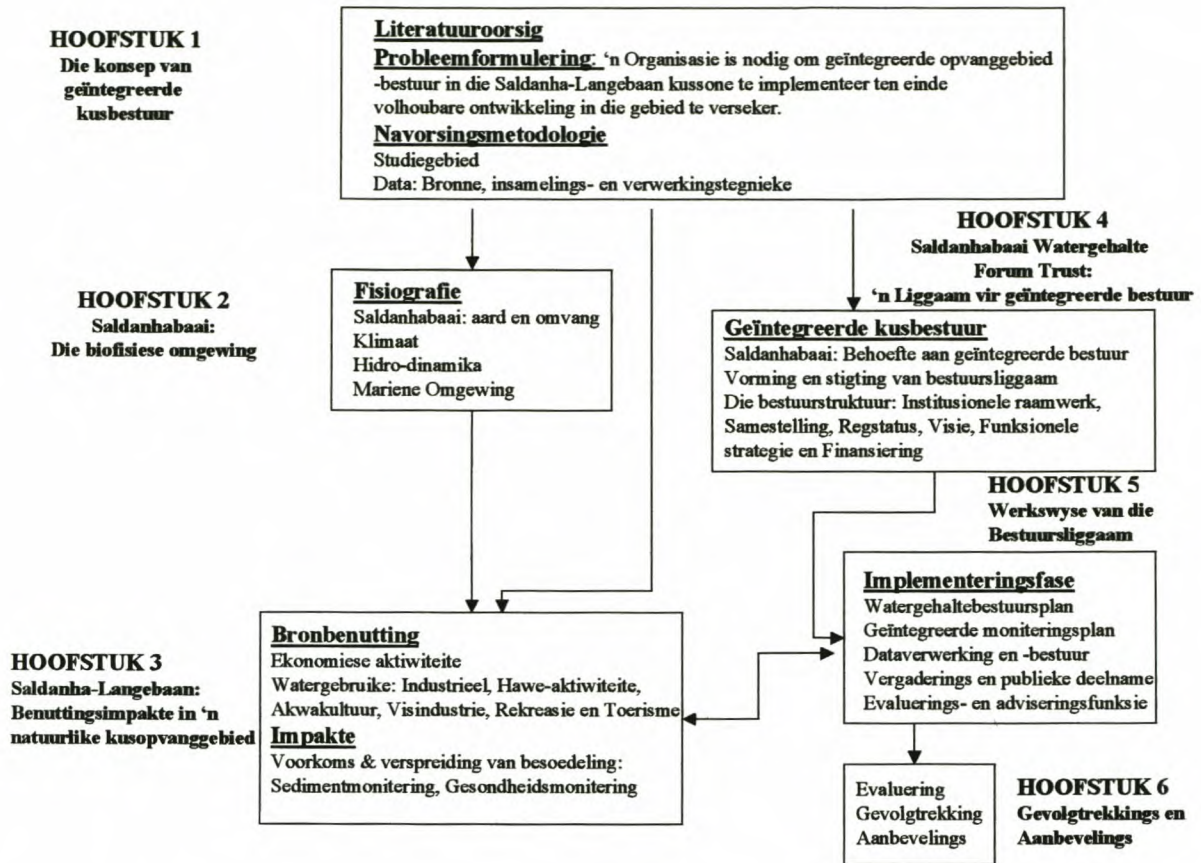 HOOFSTUK 1
Die konsep van
geïntegreerde
kusbestuur
Literatuuroorsig
Probleemformulering: ‘n Organisasie is nodig om geïntegreerde opvanggebied
-bestuur in die Saldanha-Langebaan kussone te implementeer ten einde
volhoubare ontwikkeling in die gebied te verseker.
Navorsingsmetodologie
Studiegebied
Data: Bronne, insamelings- en verwerkingstegnieke
HOOFSTUK 2
Saldanhabaai:
Die biofisiese omgewing
Fisiografie
Saldanhabaai: aard en omvang
Klimaat
Hidro-dinamika
Mariene Omgewing
HOOFSTUK 4
Saldanhabaai Watergehalte
Forum Trust:
‘n Liggaam vir geïntegreerde bestuur
Geïntegreerde kusbestuur
Saldanhabaai: Behoefte aan geïntegreerde bestuur
Vorming en stigting van bestuursliggaam
Die bestuurstruktuur: Institusionele raamwerk,
Samestelling, Regstatus, Visie, Funksionele
strategie en Finansiering
HOOFSTUK 3
Saldanha-Langebaan:
Benuttingsimpakte in ‘n
natuurlike kusopvanggebied
Bronbenutting
Ekonomiese aktiwiteite
Watergebruike: Industrieel, Hawe-aktiwiteite,
Akwakultuur, Visindustrie, Rekreasie en Toerisme
Impakte
Voorkoms & verspreiding van besoedeling:
Sedimentmonitering, Gesondheidsmonitering
HOOFSTUK 5
Werkswyse van die
Bestuursliggaam
Implementeringsfase
Watergehaltebestuursplan
Geïntegreerde moniteringsplan
Dataverwerking en -bestuur
Vergaderings en publieke deelname
Evaluerings- en adviseringsfunksie
Evaluering
Gevolgtrekking
Aanbevelings
HOOFSTUK 6
Gevolgtrekkings en
Aanbevelings